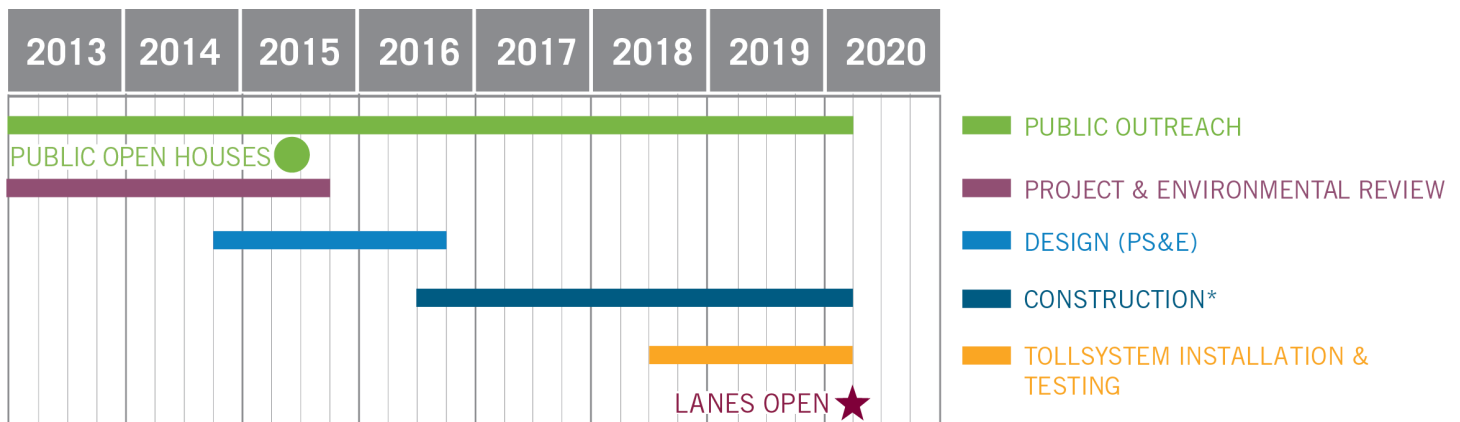 2013 2014 2015 2016 2017 2018 2019 2020
PUBLIC OUTREACH
PUBLIC OPEN HOUSES
PROJECT & ENVIRONMENTAL REVIEW
DESIGN (PS&E)
CONSTRUCTION*
TOLLSYSTEM INSTALLATION &
TESTING
LANES OPEN